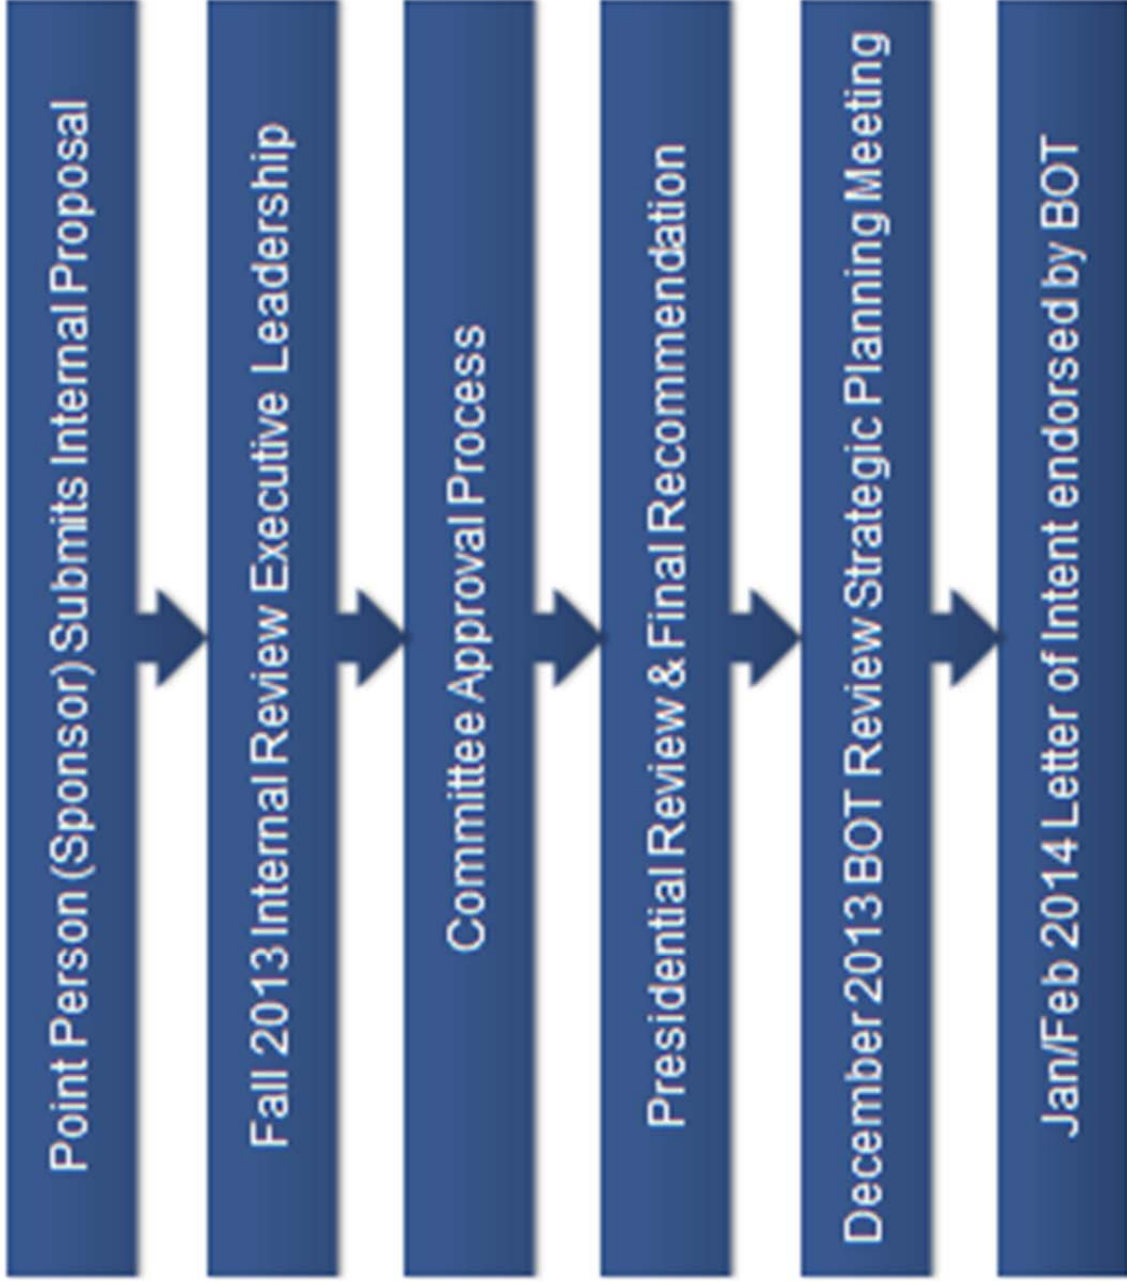 Point Person (Sponsor) Submits Internal Proposal
Fall 2013 Internal Review Executive Leadership
Committee Approval Process
Presidential Review & Final Recommendation
December 2013 BOT Review Strategic Planning Meeting
Jan/Feb 2014 Letter of Intent endorsed by BOT